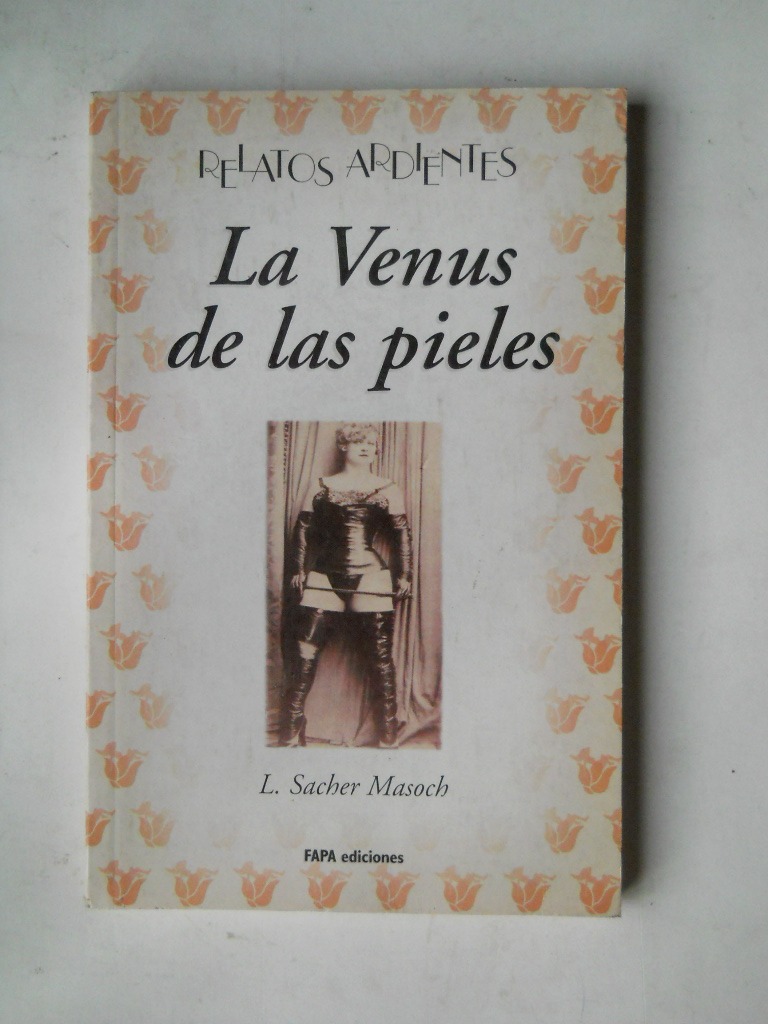 RELATOS ARDIENTES
La Venus
de las pieles
L. Sacher Masoch
FAPA ediciones